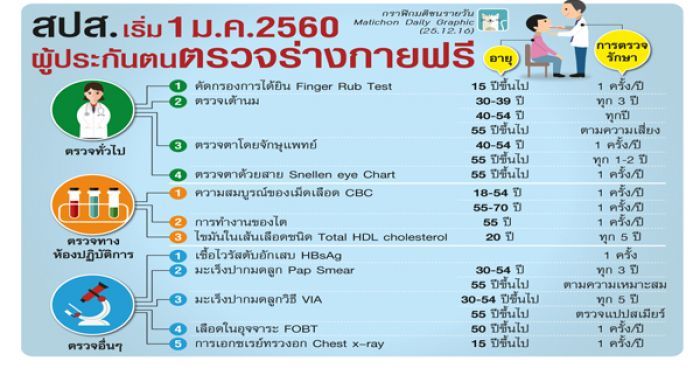 สปส. เริ่ม 1 ม.ค.2560
ผู้ประกันตนตรวจร่างกายฟรี
กราฟิกมติชนรายวัน
Matichon Daily Graphic
(25.12.16)
อายุ
การตรวจ
รักษา
ตรวจทั่วไป
1 คัดกรองการได้ยิน Finger Rub Test 15 ปีขึ้นไป 1 ครั้ง/ปี
2 ตรวจเต้านม 30-39 ปี ทุก 3 ปี
40-54 ปี ทุกปี
55 ปีขึ้นไป ตามความเสี่ยง
3 ตรวจตาโดยจักษุแพทย์ 40-54 ปี 1 ครั้ง/ปี
55 ปีขึ้นไป ทุก 1-2 ปี
4 ตรวจตาด้วยสาย Snellen eye Chart 55 ปีขึ้นไป 1 ครั้ง/ปี
ตรวจทาง
ห้องปฏิบัติการ
1 ความสมบูรณ์ของเม็ดเลือด CBC 18-54 ปี 1 ครั้ง/ปี
55-70 ปี 1 ครั้ง/ปี
2 การทำงานของไต 55 ปี 1 ครั้ง/ปี
3 ไขมันในเส้นเลือดชนิด Total HDL cholesterol 20 ปี ทุก 5 ปี
ตรวจอื่นๆ
1 เชื้อไวรัสตับอักเสบ HBsAg 1 ครั้ง
2 มะเร็งปากมดลูก Pap Smear 30-54 ปี ทุก 3 ปี
55 ปีขึ้นไป ตามความเหมาะสม
3 มะเร็งปากมดลูกวิธี VIA 30-54 ปีขึ้นไป ทุก 5 ปี
55 ปีขึ้นไป ตรวจแปปสเมียร์
4 เลือดในอุจจาระ FOBT 50 ปีขึ้นไป 1 ครั้ง/ปี
5 การเอกซเรย์ทรวงอก Chest x-ray 15 ปีขึ้นไป 1 ครั้ง/ปี